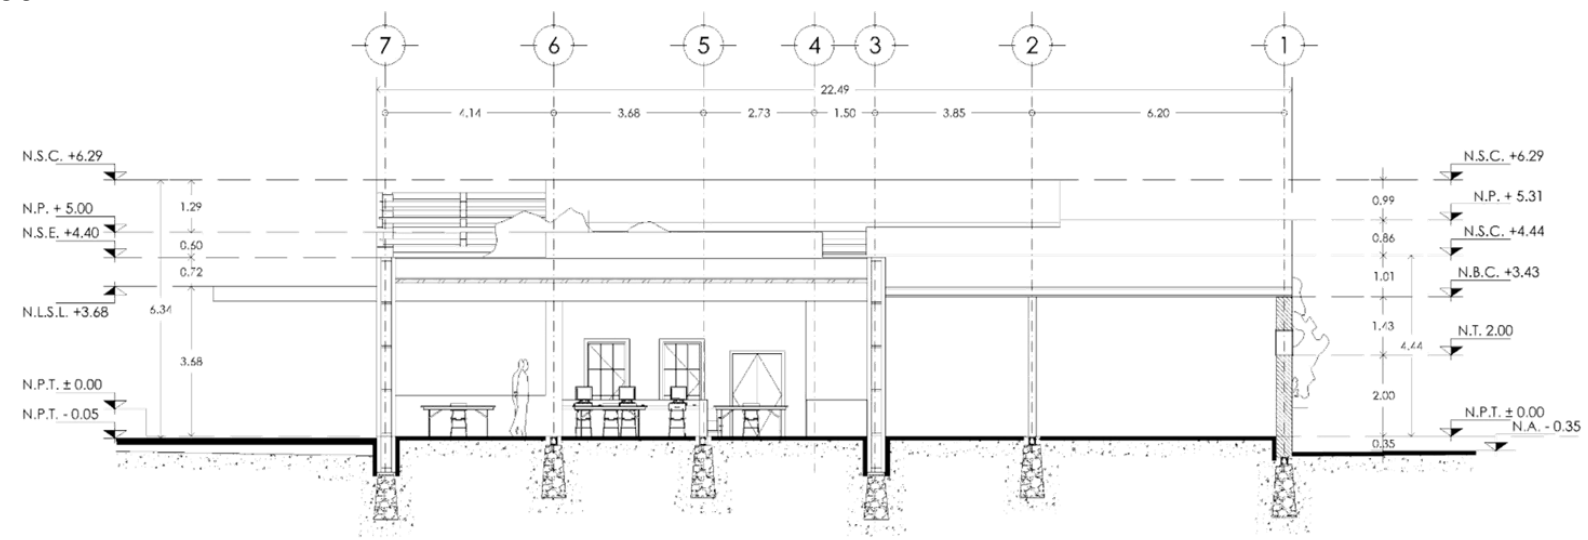 7 6 5 4 3 2 1
22.49
4.14 3.68 2.73 1.50 3.85 6.20
N.S.C. +6.29 N.S.C. +6.29
1.29 0.99
N.P. + 5.00 N.P. + 5.31
N.S.E. +4.40 N.S.C. +4.44
0.60 0.86
0.72 1.01 N.B.C. +3.43
N.L.S.L. +3.68 6.34
1.43 N.T. 2.00
3.68 4.44
N.P.T. ± 0.00 2.00
N.P.T. - 0.05 N.P.T. ± 0.00
N.A. - 0.35
0.35